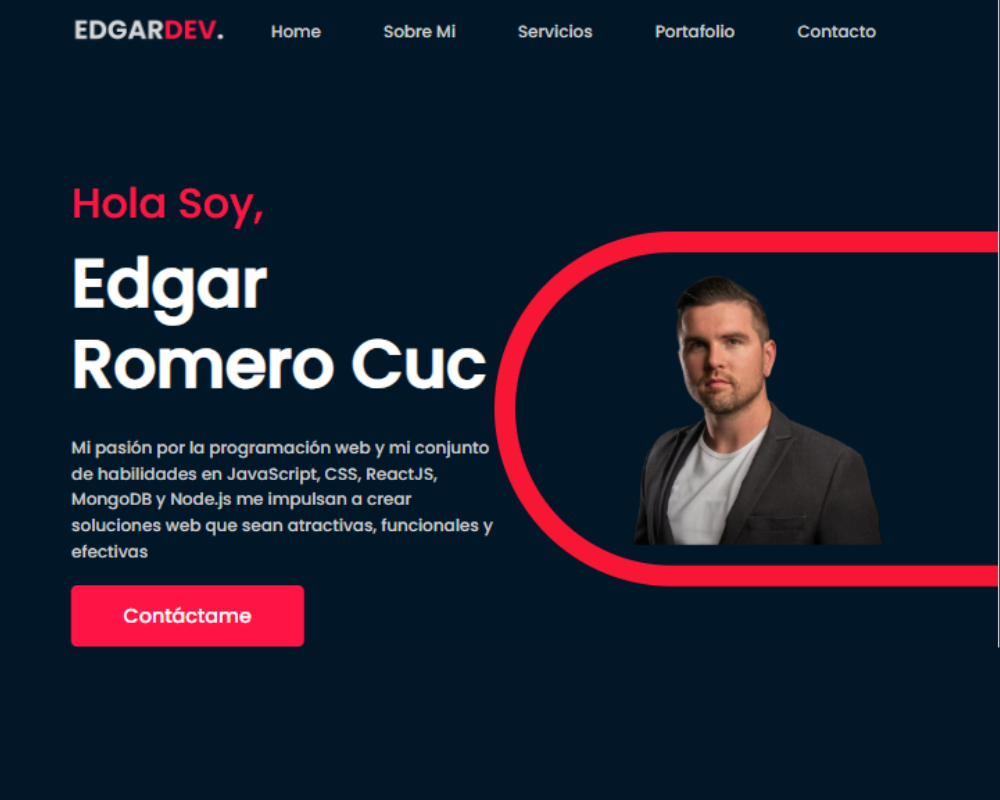 EDGARDEV.
Home
Sobre Mi
Servicios
Portafolio
Contacto
Hola Soy,
Edgar
Romero Cuc
Mi pasión por la programación web y mi conjunto
de habilidades en JavaScript, CSS, ReactJS,
MongoDB y Node.js me impulsan a crear
soluciones web que sean atractivas, funcionales y
efectivas
Contáctame